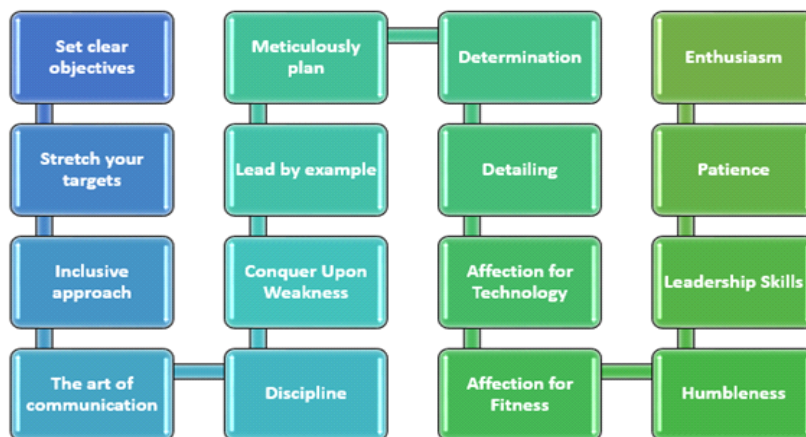 Set clear
objectives
Stretch your
targets
Inclusive
approach
The art of
communication
Discipline
Conquer Upon
Weakness
Lead by example
Meticulously
plan
Determination
Detailing
Affection for
Technology
Affection for
Fitness
Humbleness
Leadership Skills
Patience
Enthusiasm